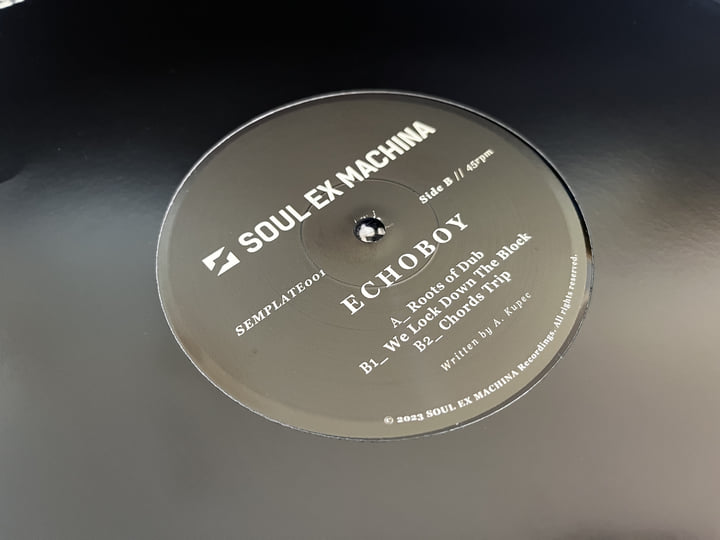 SOUL EX MACHINA
Side B // 45rpm
SEMPLATE001
ECHOBOY
A_ Roots of Dub
B1_ We Lock Down The Block
B2_ Chords Trip
Written by A. Kupec
© 2023 SOUL EX MACHINA Recordings. All rights reserved.